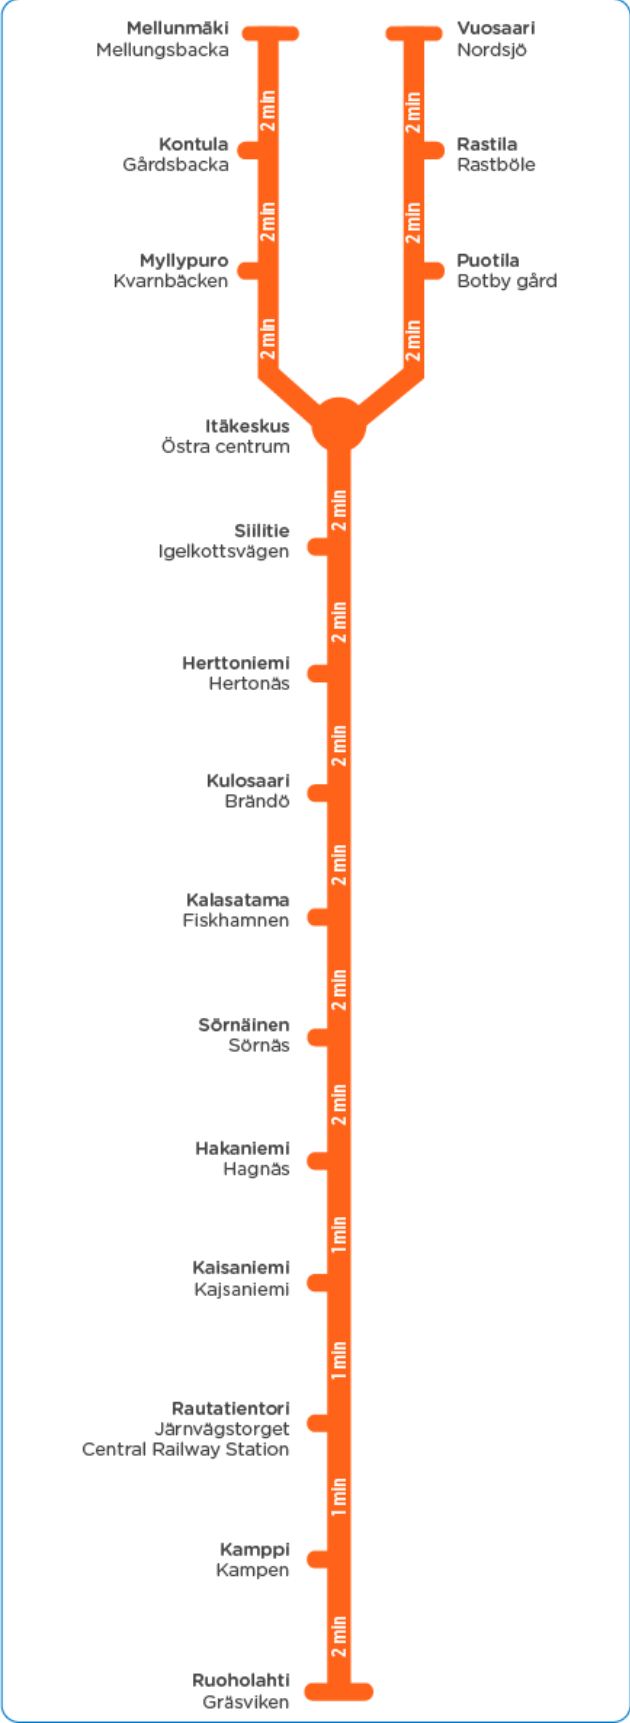 Mellunmäki
Mellungsbacka
Vuosaari
Nordsjö
2 min
2 min
Kontula
Gårdsbacka
Rastila
Rastböle
2 min
2 min
Myllypuro
Kvarnbäcken
Puotila
Botby gård
2 min
2 min
Itäkeskus
Östra centrum
2 min
Siilitie
Igelkottsvägen
2 min
Herttoniemi
Hertonäs
2 min
Kulosaari
Brändö
2 min
Kalasatama
Fiskhamnen
2 min
Sörnäinen
Sörnäs
2 min
Hakaniemi
Hagnäs
1 min
Kaisaniemi
Kajsaniemi
1 min
Rautatientori
Järnvägstorget
Central Railway Station
1 min
Kamppi
Kampen
2 min
Ruoholahti
Gräsviken